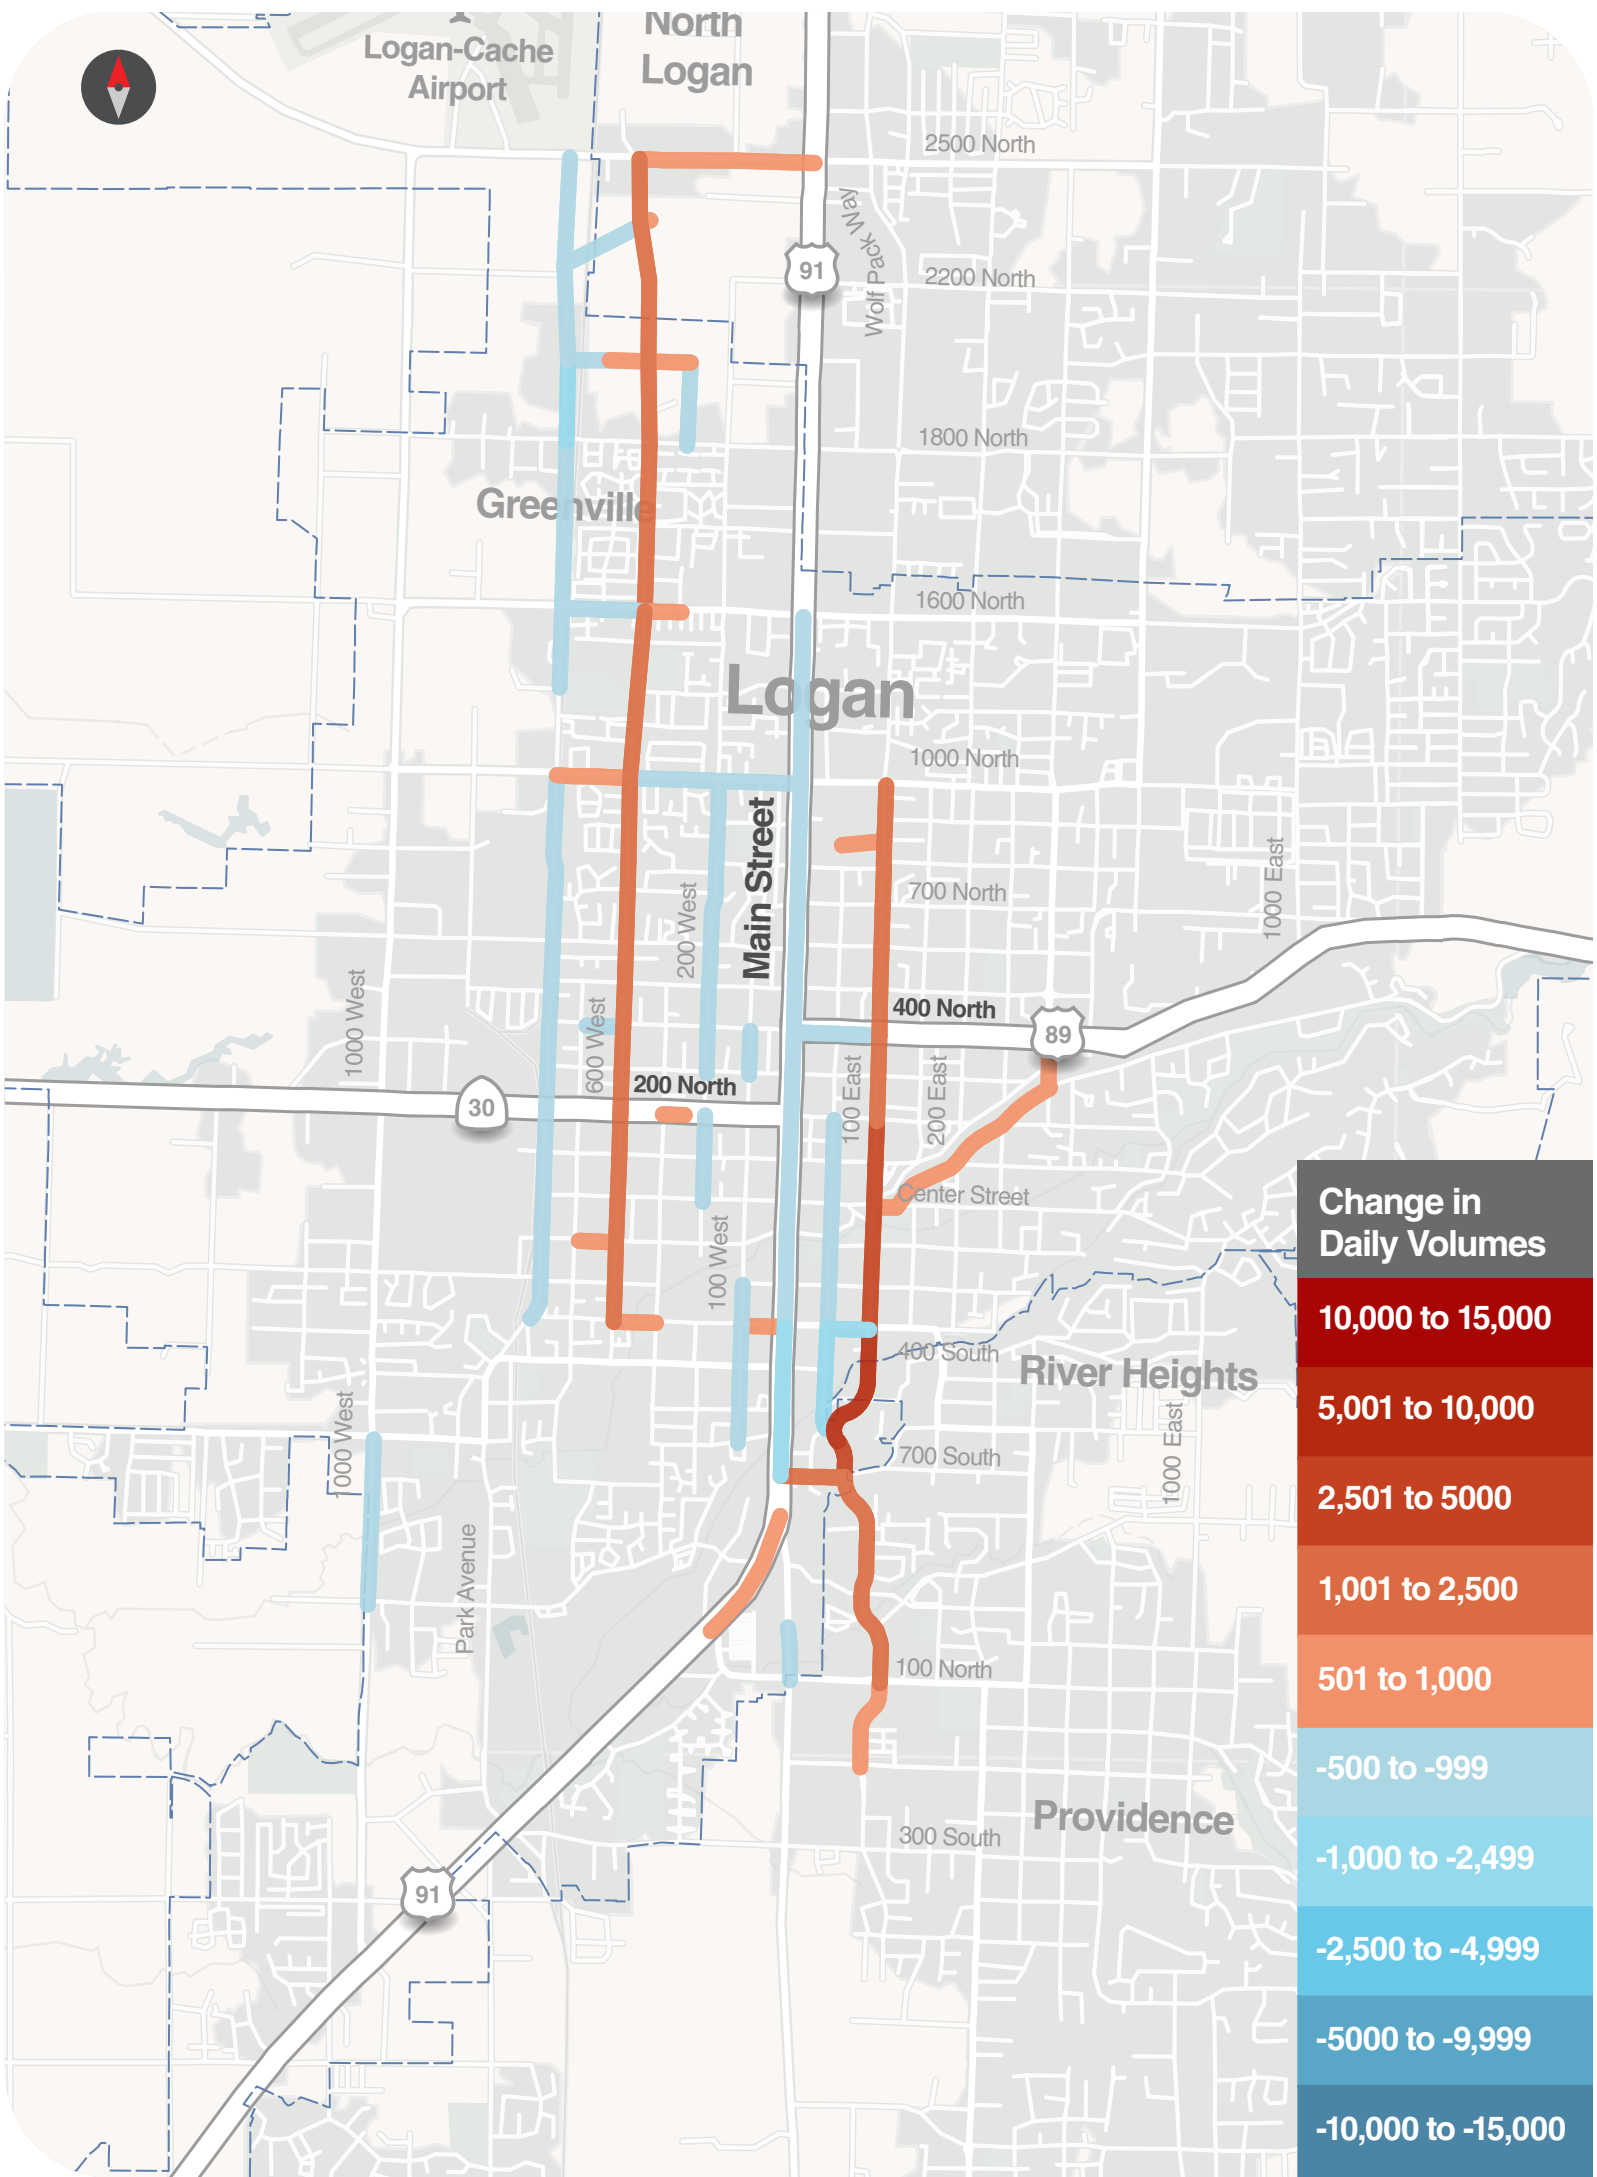 North
Logan
Logan-Cache
Airport
2500 North
Wolf Pack Way
91
2200 North
1800 North
Greenville
1600 North
Logan
1000 North
Main Street
1000 East
700 North
200 West
1000 West
600 West
400 North
89
100 East
200 East
200 North
30
Center Street
100 West
400 South
River Heights
1000 West
1000 East
700 South
Park Avenue
100 North
Providence
300 South
91
Change in
Daily Volumes
10,000 to 15,000
5,001 to 10,000
2,501 to 5000
1,001 to 2,500
501 to 1,000
-500 to -999
-1,000 to -2,499
-2,500 to -4,999
-5000 to -9,999
-10,000 to -15,000